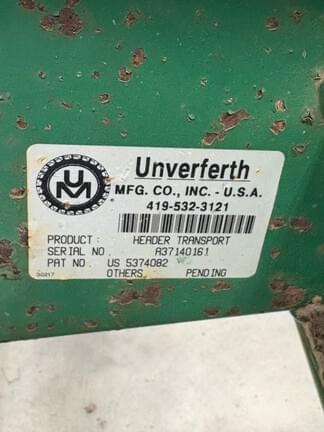 UM
Unverferth
MFG. CO., INC. - U.S.A.
419-532-3121
PRODUCT: HEADER TRANSPORT
SERIAL NO. A37140161
PAT NO. US 5374082
OTHERS PENDING